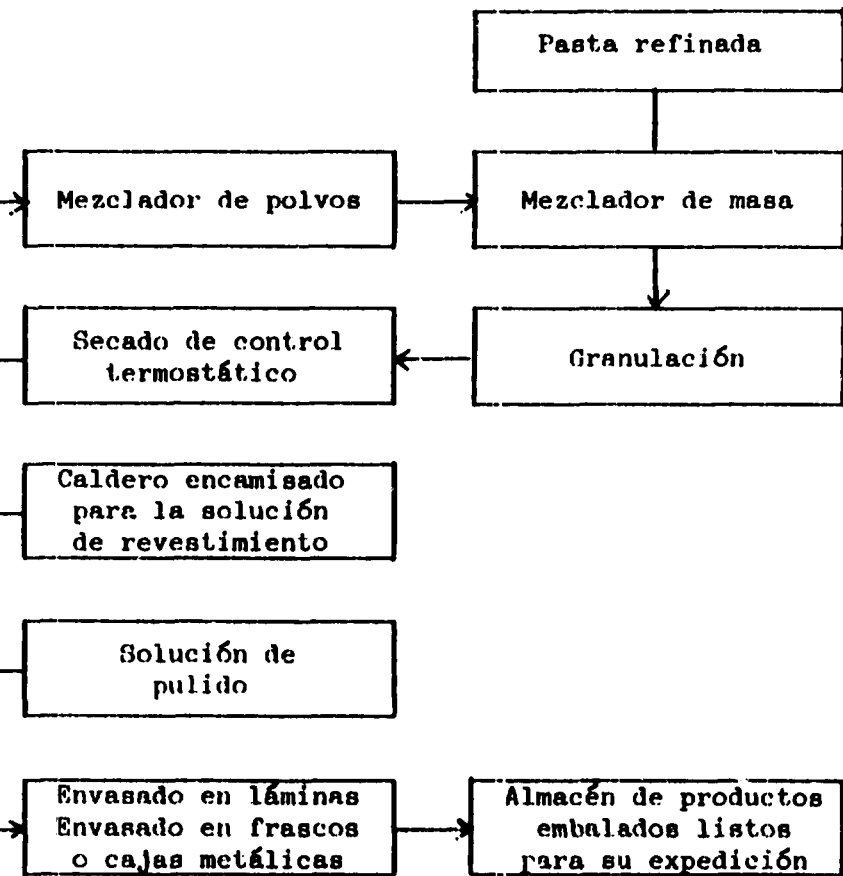 Pasta refinada
Mezclador de polvos
Mezclador de masa
Secado de control
termostático
Granulación
Caldero encamisado
para la solución
de revestimiento
Solución de
pulido
Envasado en láminas
Envasado en frascos
o cajas metálicas
Almacén de productos
embalados listos
para su expedición